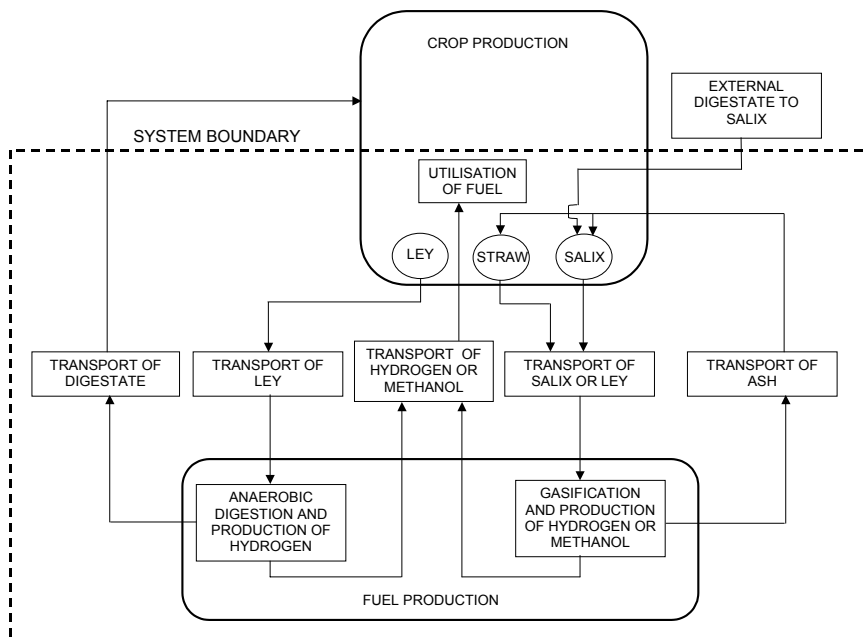 CROP PRODUCTION
EXTERNAL
DIGESTATE TO
SALIX
SYSTEM BOUNDARY
UTILISATION
OF FUEL
LEY
STRAW
SALIX
TRANSPORT OF
DIGESTATE
TRANSPORT OF
LEY
TRANSPORT OF
HYDROGEN OR
METHANOL
TRANSPORT OF
SALIX OR LEY
TRANSPORT OF
ASH
ANAEROBIC
DIGESTION AND
PRODUCTION OF
HYDROGEN
GASIFICATION
AND PRODUCTION
OF HYDROGEN OR
METHANOL
FUEL PRODUCTION